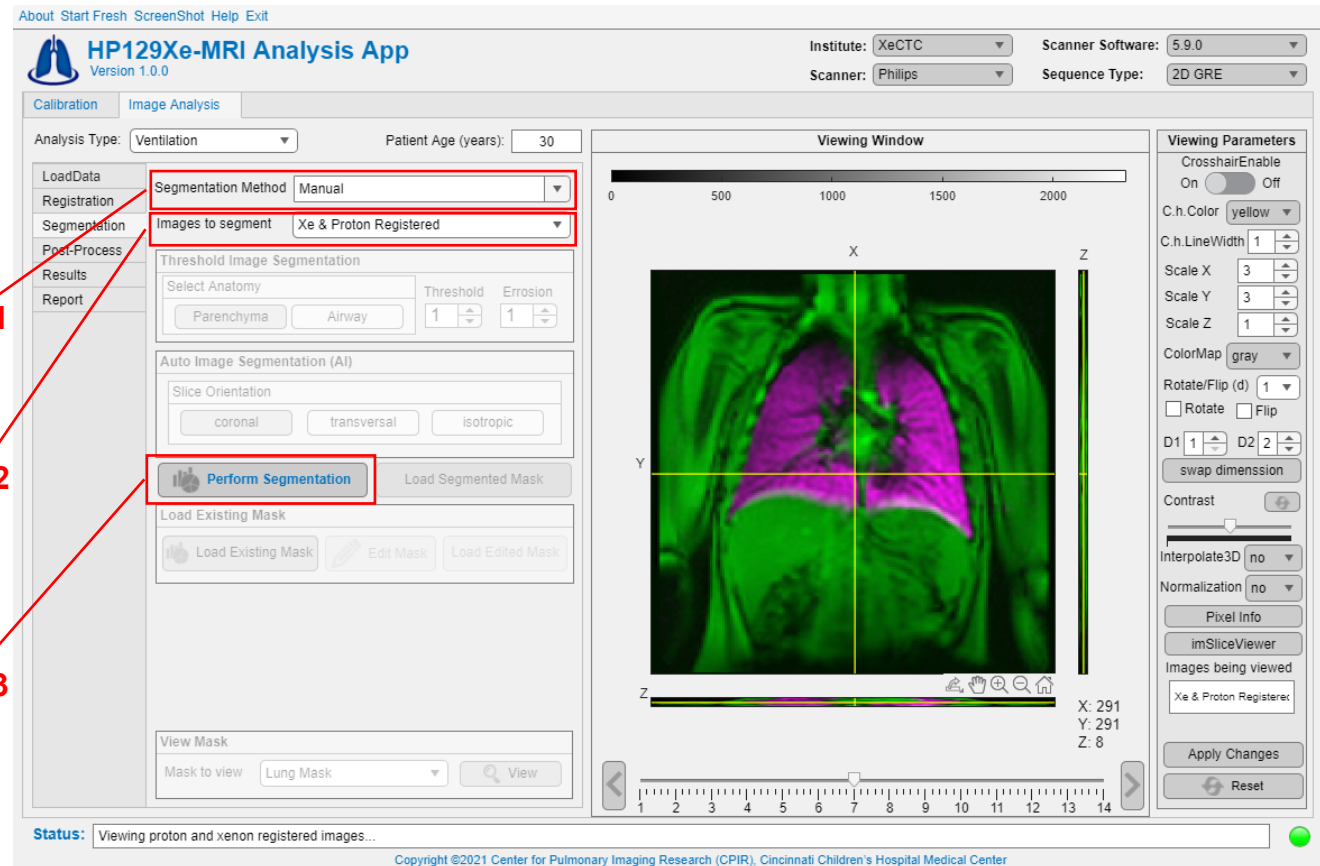 About Start Fresh ScreenShot Help Exit
HP129Xe-MRI Analysis App
Version 1.0.0
Institute: XeCTC
Scanner Software: 5.9.0
Scanner: Philips
Sequence Type: 2D GRE
Calibration Image Analysis
Analysis Type: Ventilation
Patient Age (years): 30
LoadData
Registration
Segmentation
Post-Process
Results
Report
Segmentation Method Manual
Images to segment Xe & Proton Registered
Threshold Image Segmentation
Select Anatomy
Parenchyma Airway
Threshold Errosion
1 1
Auto Image Segmentation (AI)
Slice Orientation
coronal transversal isotropic
Perform Segmentation
Load Segmented Mask
Load Existing Mask
Load Existing Mask Edit Mask Load Edited Mask
View Mask
Mask to view Lung Mask View
1
2
3
Viewing Window
0 500 1000 1500 2000
X
Z
Y
Z
X: 291
Y: 291
Z: 8
1 2 3 4 5 6 7 8 9 10 11 12 13 14
Viewing Parameters
CrosshairEnable
On Off
C.h.Color yellow
C.h.LineWidth 1
Scale X 3
Scale Y 3
Scale Z 1
ColorMap gray
Rotate/Flip (d) 1
Rotate Flip
D1 1 D2 2
swap dimenssion
Contrast
Interpolate3D no
Normalization no
Pixel Info
imSliceViewer
Images being viewed
Xe & Proton Registered
Apply Changes
Reset
Status: Viewing proton and xenon registered images...
Copyright ©2021 Center for Pulmonary Imaging Research (CPIR), Cincinnati Children's Hospital Medical Center